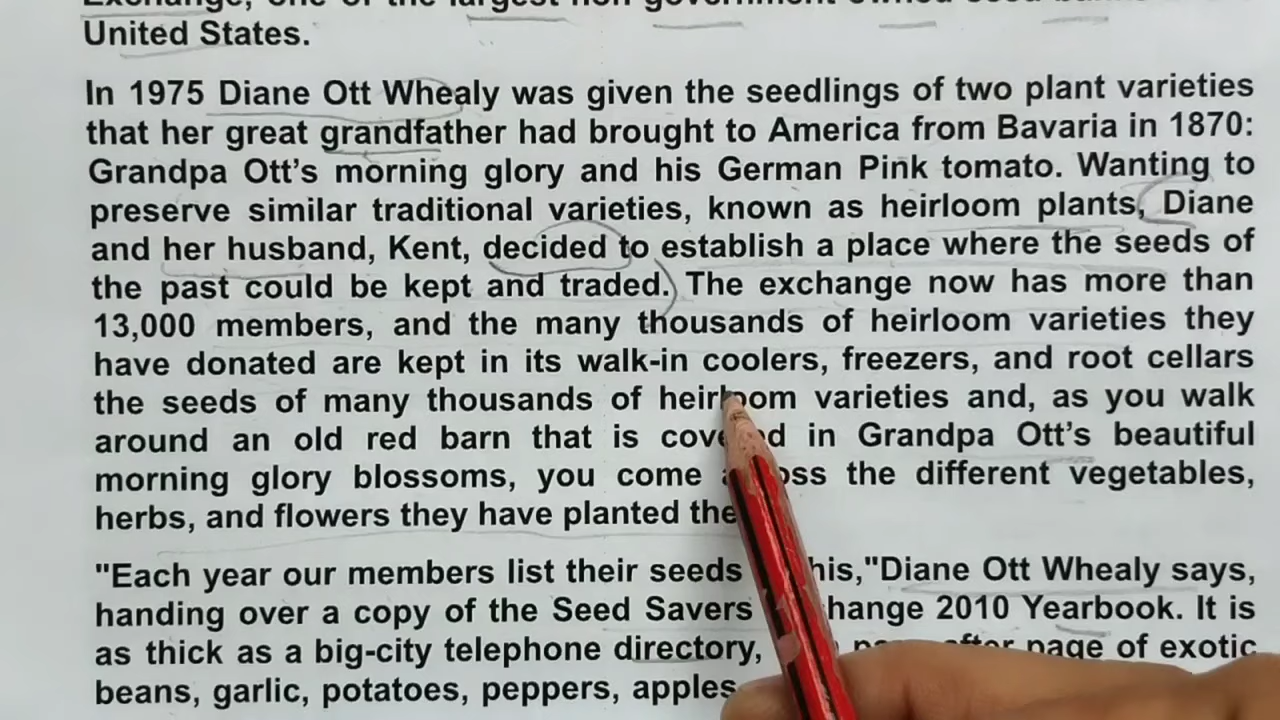 United States.
In 1975 Diane Ott Whealy was given the seedlings of two plant varieties
that her great grandfather had brought to America from Bavaria in 1870:
Grandpa Ott's morning glory and his German Pink tomato. Wanting to
preserve similar traditional varieties, known as heirloom plants, Diane
and her husband, Kent, decided to establish a place where the seeds of
the past could be kept and traded. The exchange now has more than
13,000 members, and the many thousands of heirloom varieties they
have donated are kept in its walk-in coolers, freezers, and root cellars
the seeds of many thousands of heirloom varieties and, as you walk
around an old red barn that is covered in Grandpa Ott's beautiful
morning glory blossoms, you come across the different vegetables,
herbs, and flowers they have planted
"Each year our members list their seeds his,"Diane Ott Whealy says,
handing over a copy of the Seed Savers 2010 Yearbook. It is
as thick as a big-city telephone directory, page after page of exotic
beans, garlic, potatoes, peppers, apples